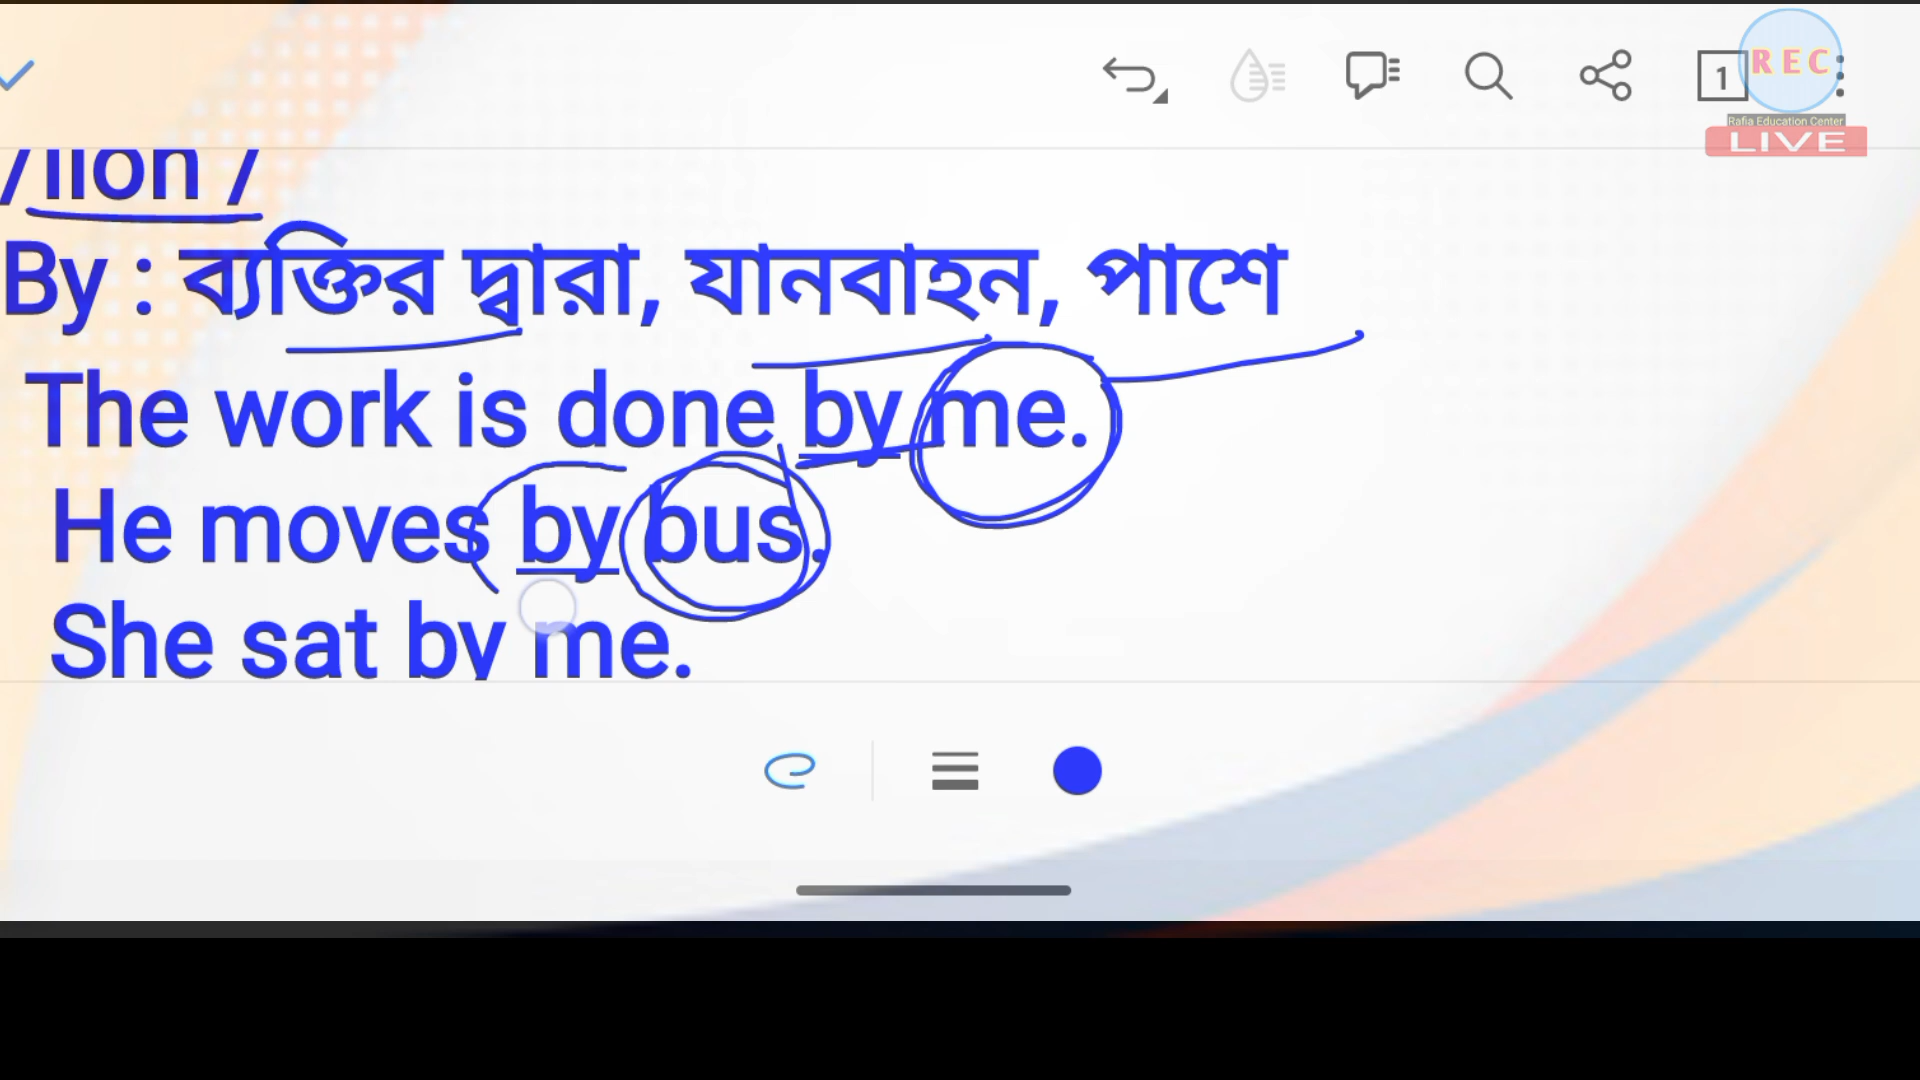 1
REC
Rafia Education Center
LIVE
/lion /
By : ব্যক্তির দ্বারা, যানবাহন, পাশে
The work is done by me.
He moves by bus.
She sat by me.